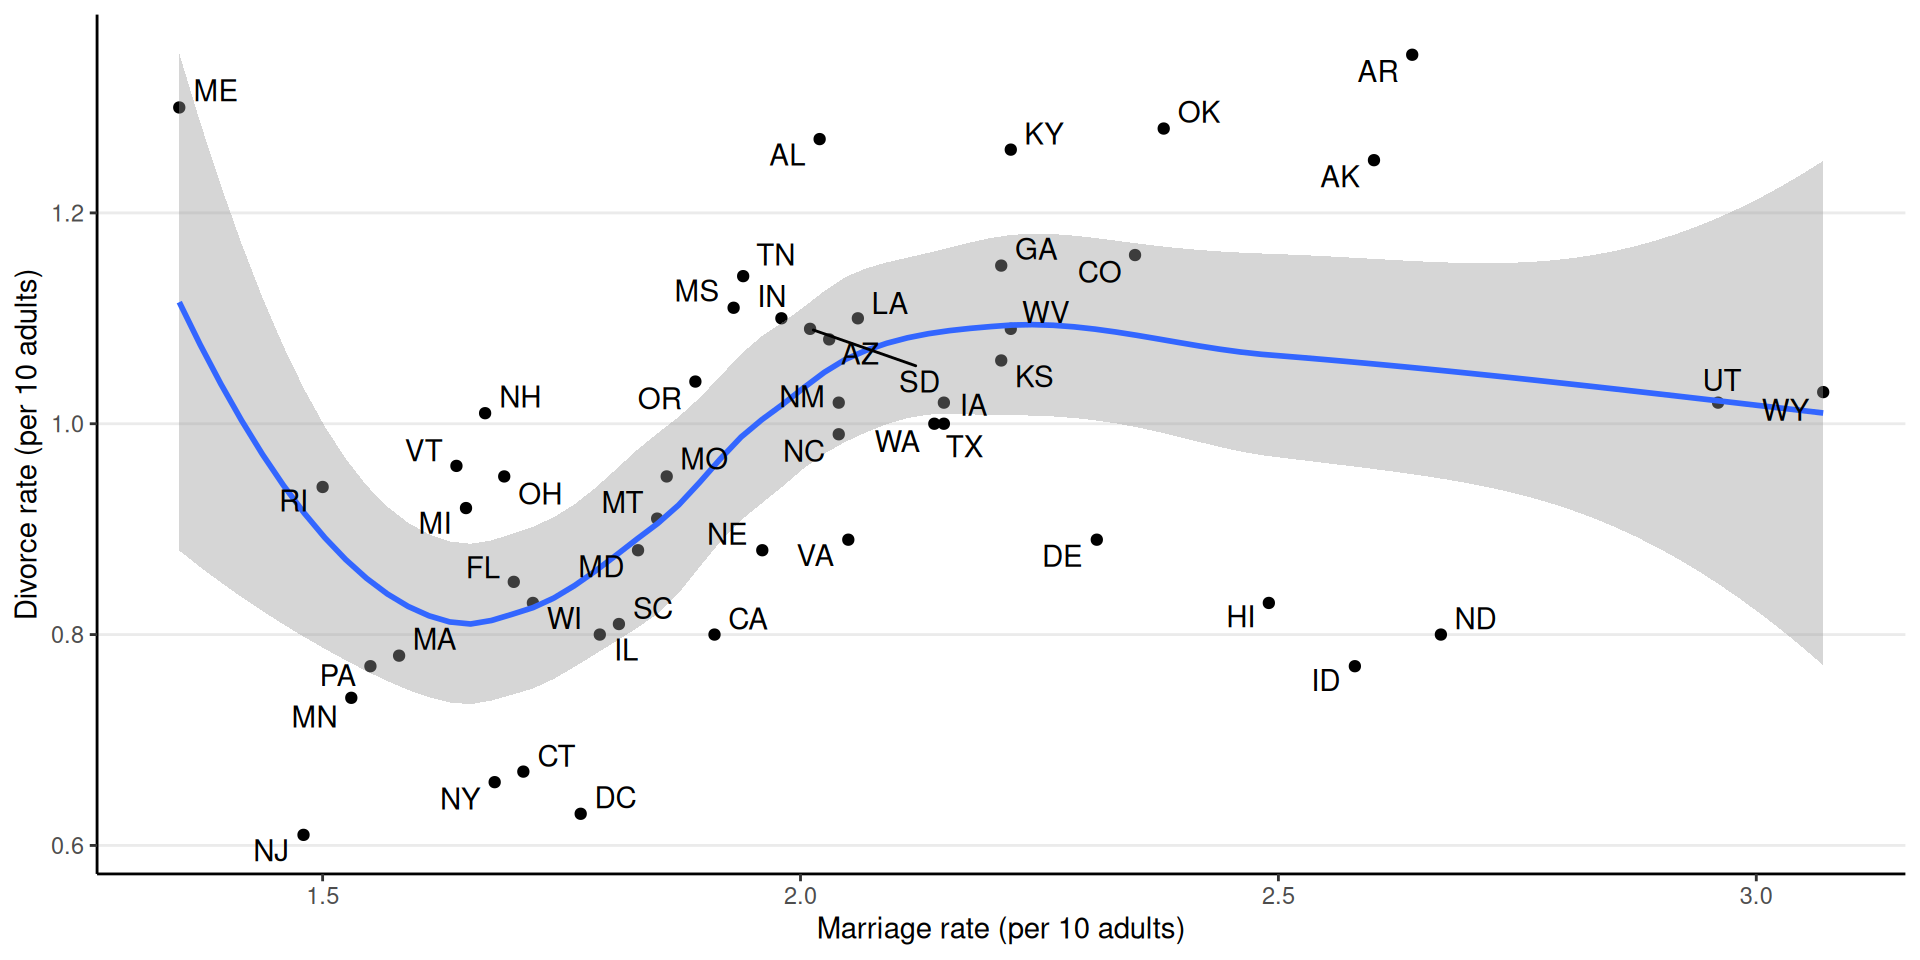 AR
ME
OK
KY
AL
AK
1.2
GA
TN
CO
MS
IN
LA
WV
AZ
SD
KS
UT
NH
OR
NM
IA
WY
1.0
VT
NC
WA
TX
MO
RI
OH
MI
MT
NE
VA
DE
FL
MD
SC
WI
CA
HI
ND
0.8
MA
IL
PA
ID
MN
CT
NY
DC
NJ
0.6
1.5
2.0
2.5
3.0
Marriage rate (per 10 adults)
Divorce rate (per 10 adults)